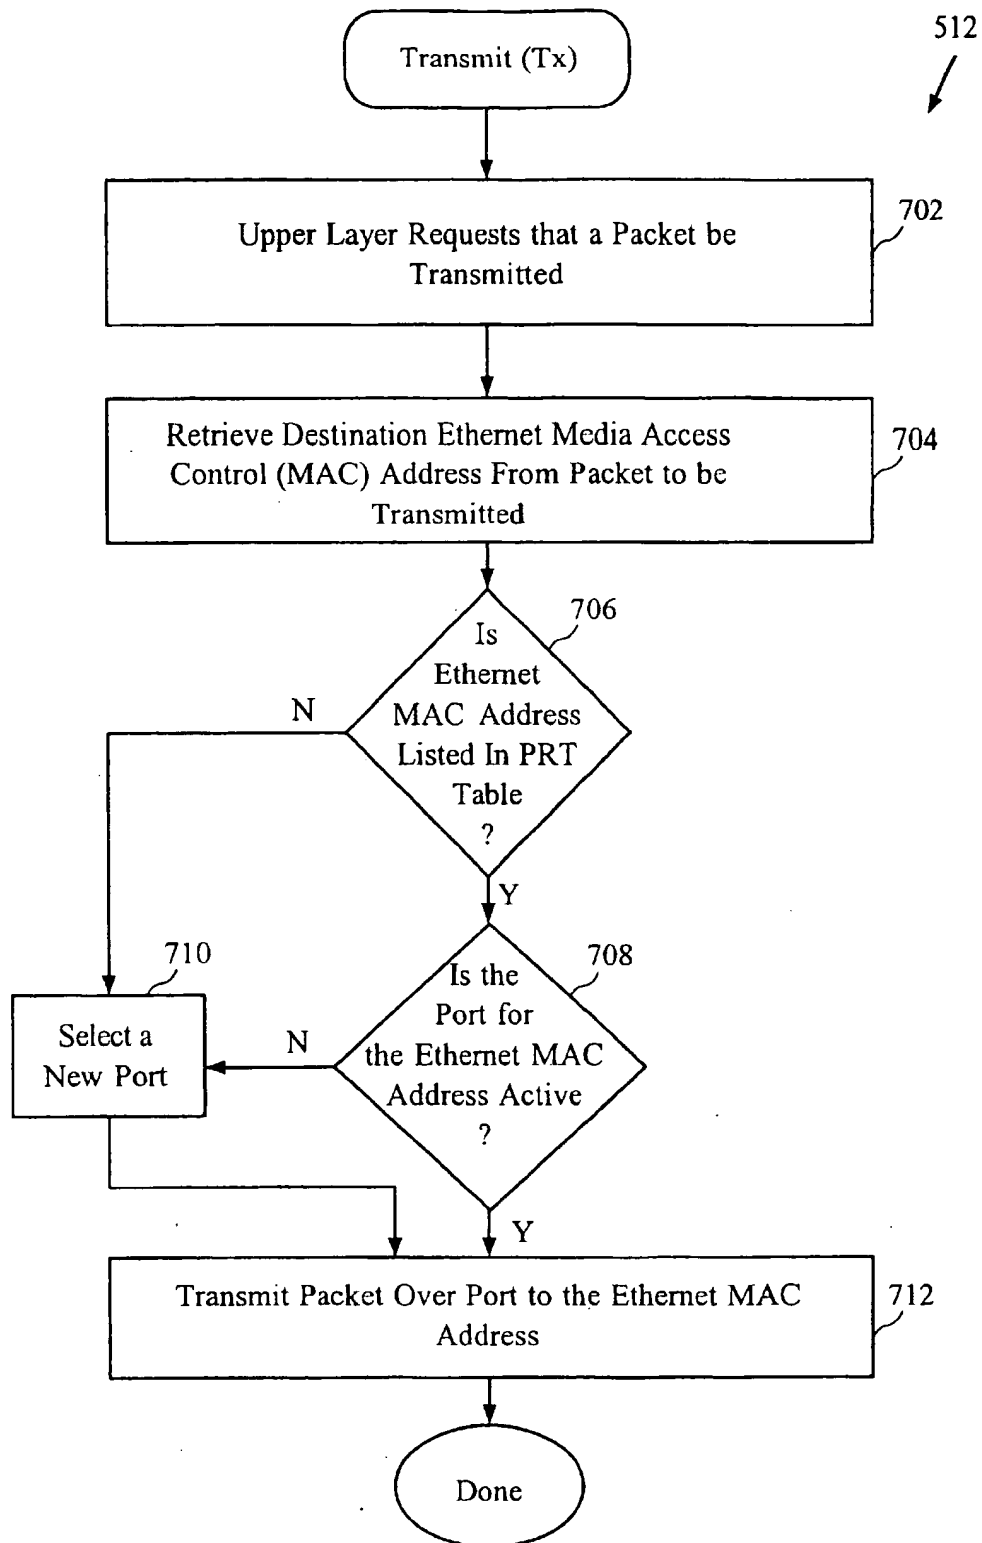 512
Transmit (Tx)
702
Upper Layer Requests that a Packet be
Transmitted
704
Retrieve Destination Ethernet Media Access
Control (MAC) Address From Packet to be
Transmitted
706
Is
Ethernet
MAC Address
Listed In PRT
Table
?
N
Y
710
Select a
New Port
708
Is the
Port for
the Ethernet MAC
Address Active
?
N
Y
712
Transmit Packet Over Port to the Ethernet MAC
Address
Done